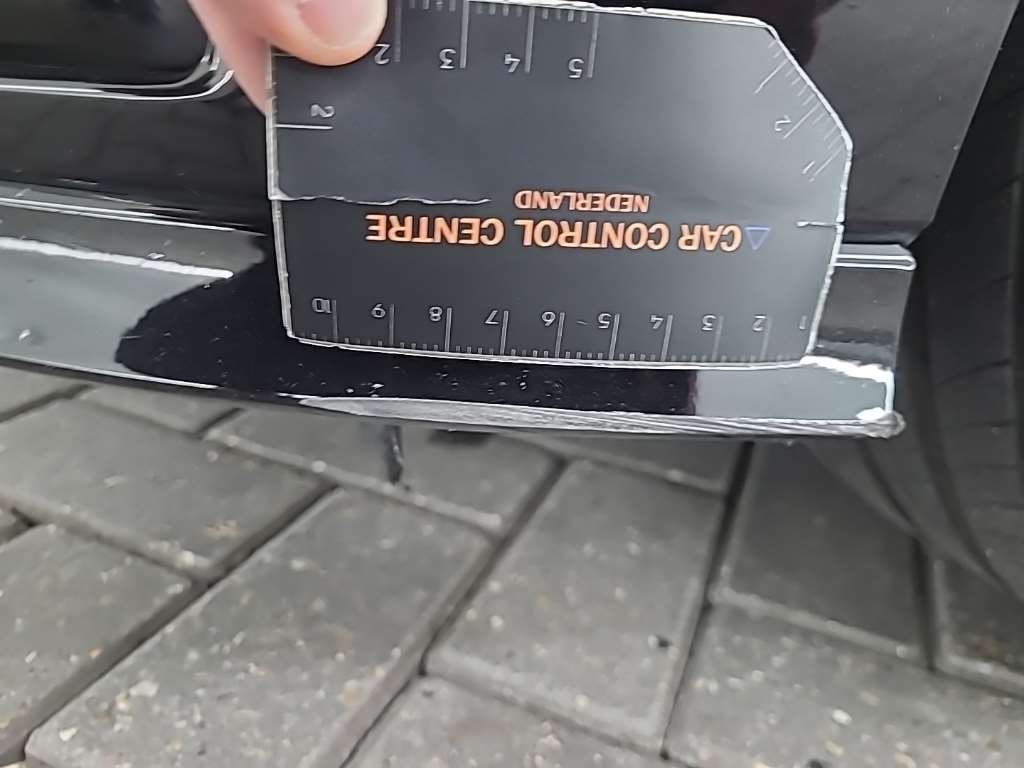 2 3 4 5
2
2
CAR CONTROL CENTRE
NEDERLAND
1 2 3 4 5 6 7 8 9 10